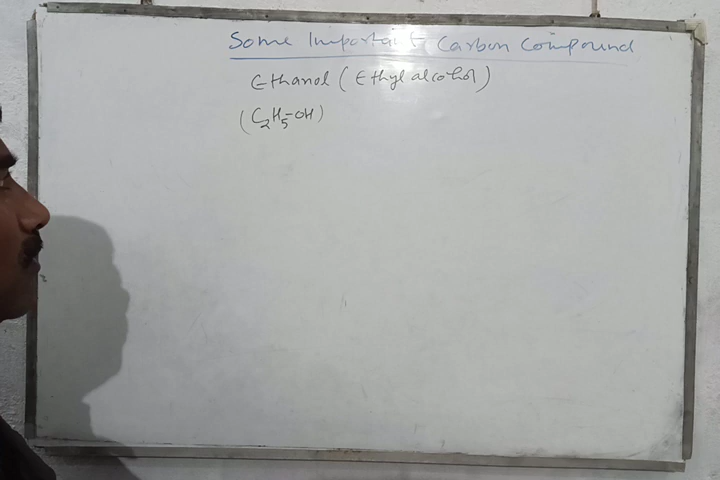 Some Important Carbon Compound
Ethanol (Ethyl alcohol)
(C₂H₅-OH)